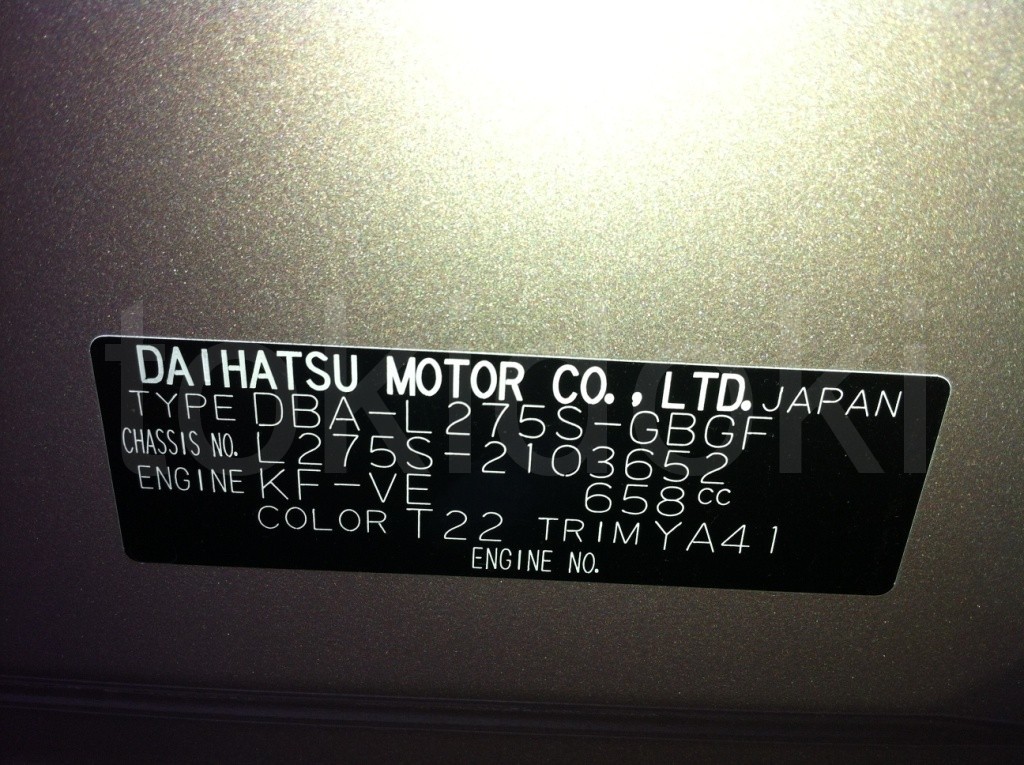 DAIHATSU MOTOR CO., LTD. JAPAN
TYPE DBA-L275S-GBGF
CHASSIS NO. L275S-2103652
ENGINE KF-VE 658cc
COLOR T22 TRIM YA41
ENGINE NO.
tokidoki